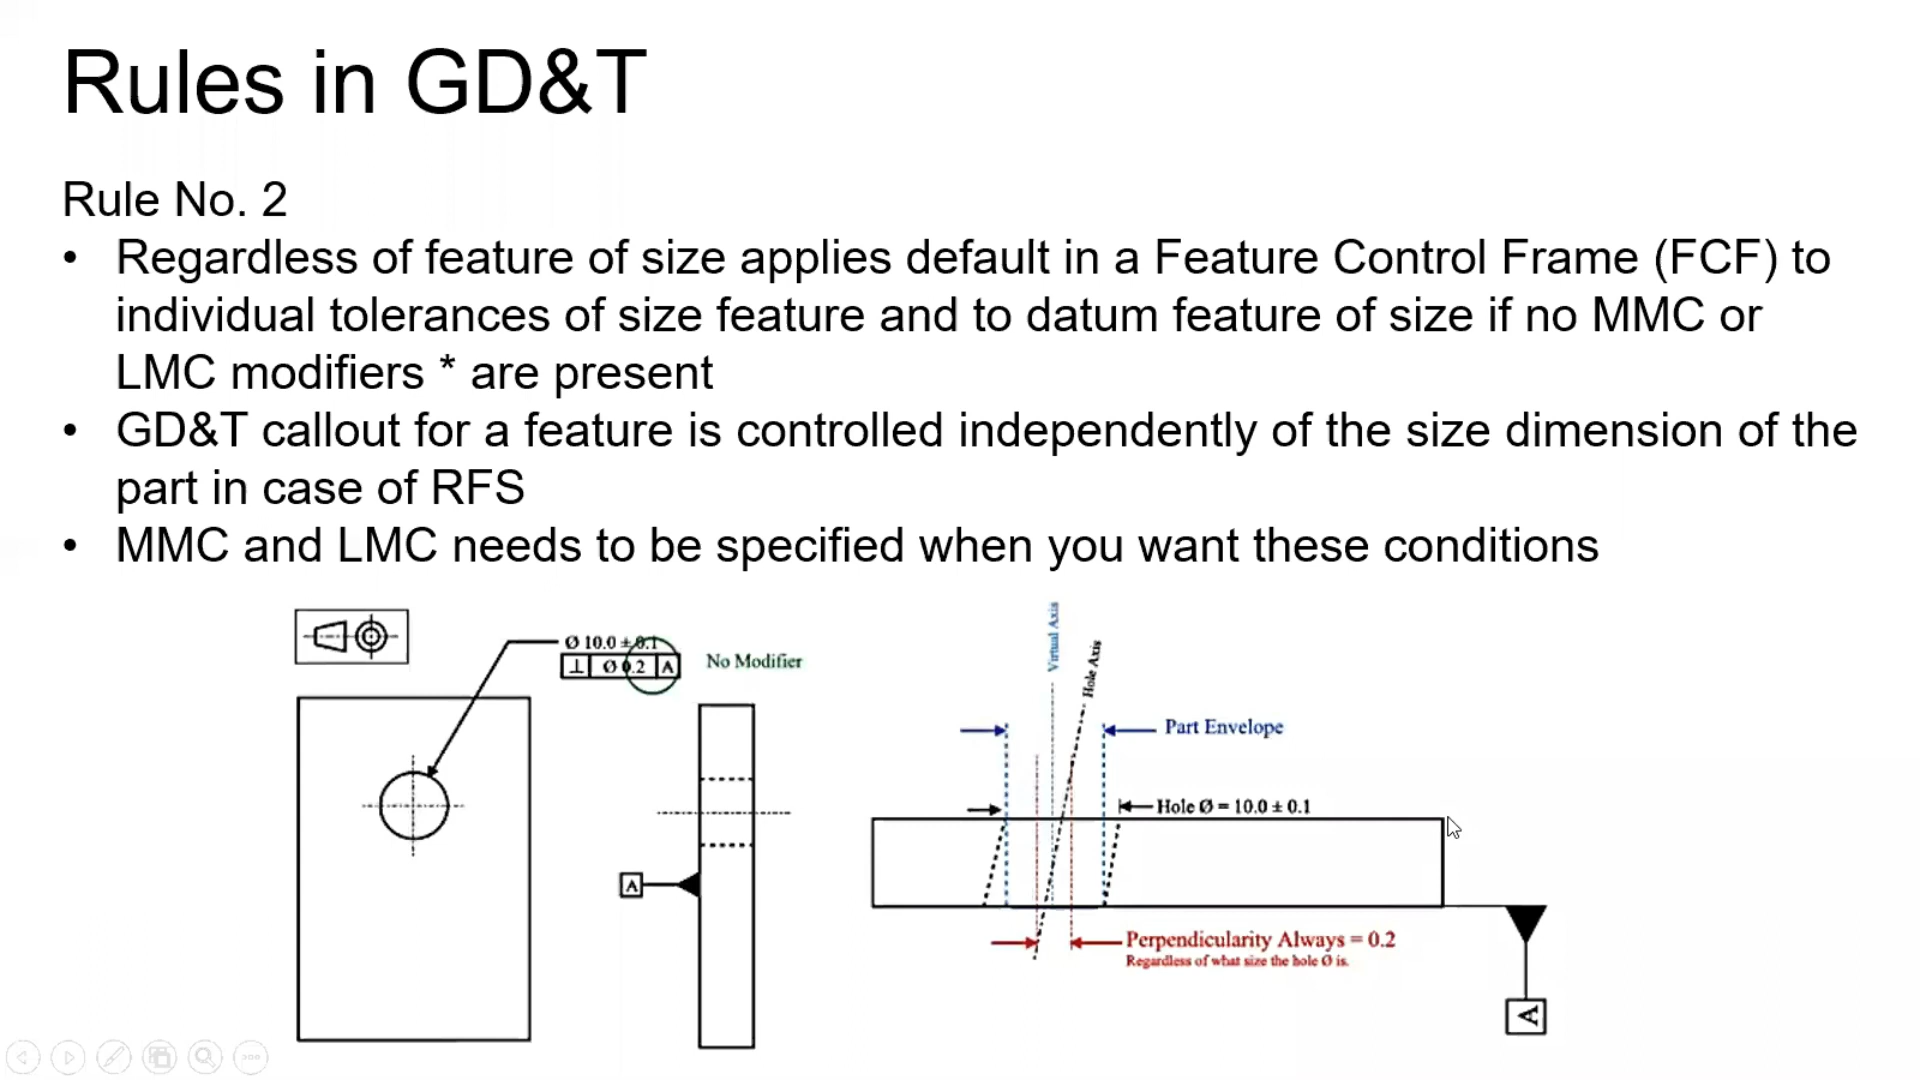 Rules in GD&T
Rule No. 2
• Regardless of feature of size applies default in a Feature Control Frame (FCF) to
individual tolerances of size feature and to datum feature of size if no MMC or
LMC modifiers * are present
• GD&T callout for a feature is controlled independently of the size dimension of the
part in case of RFS
• MMC and LMC needs to be specified when you want these conditions
Ø 10.0 ± 0.1
⊥ Ø 0.2 A
No Modifier
A
Virtual Axis
Hole Axis
Part Envelope
Hole Ø = 10.0 ± 0.1
Perpendicularity Always = 0.2
Regardless of what size the hole Ø is.
A